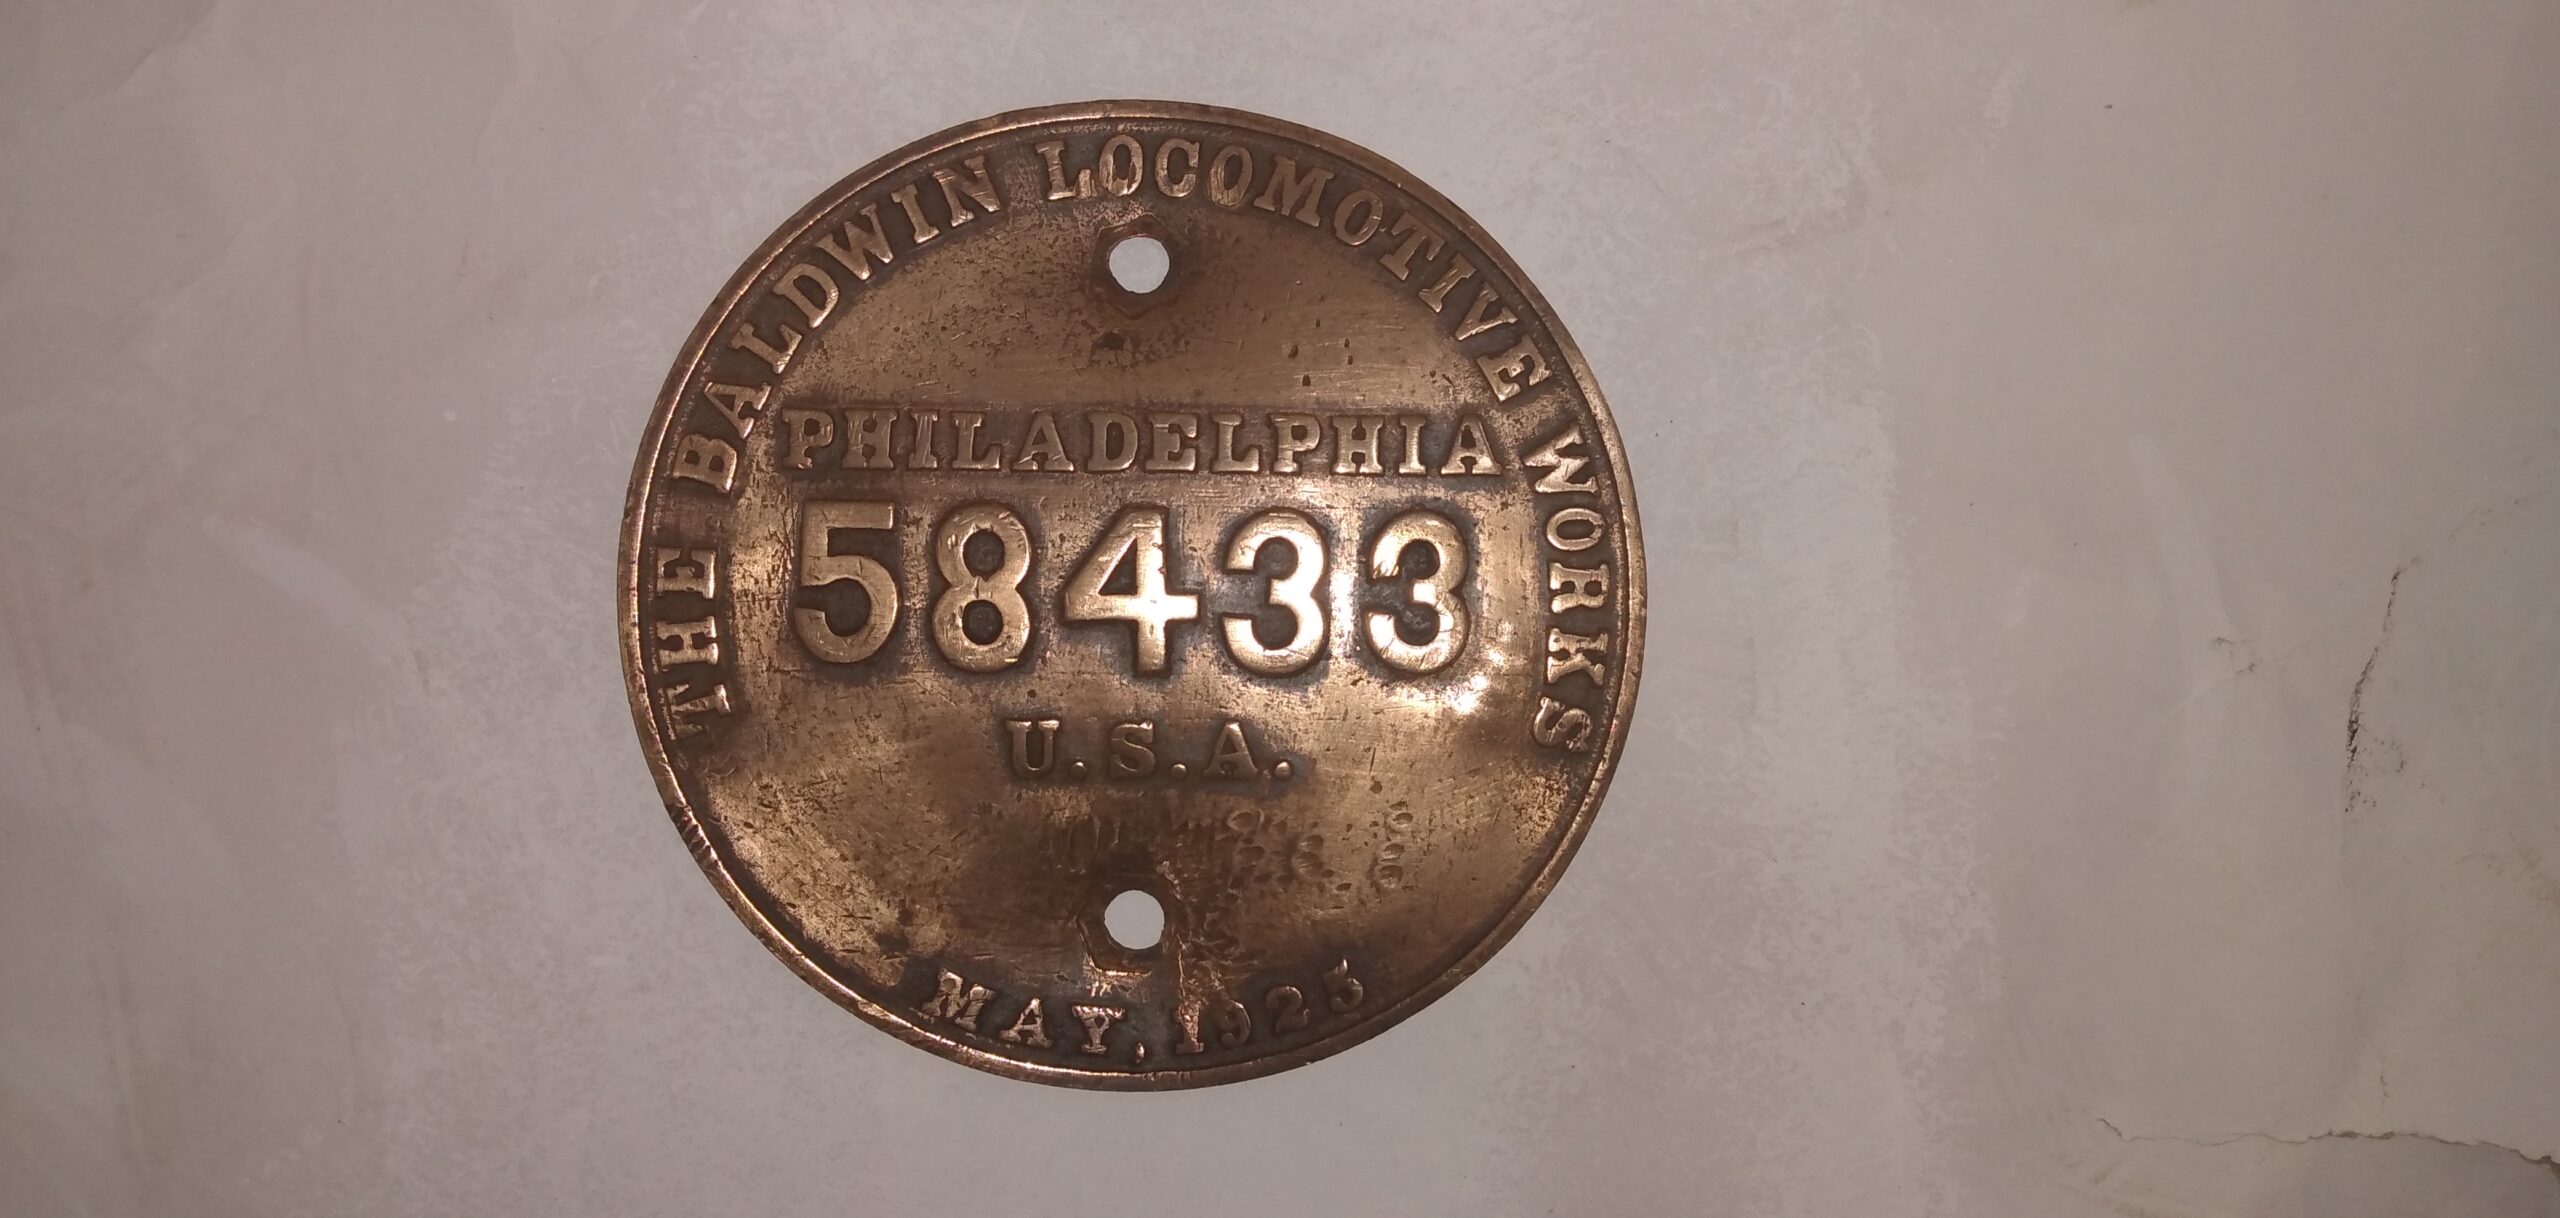 THE BALDWIN LOCOMOTIVE WORKS
PHILADELPHIA
58433
U.S.A.
MAY, 1925